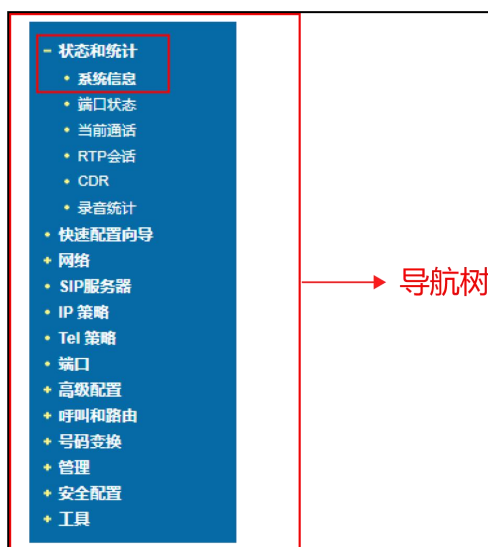 状态和统计
系统信息
端口状态
当前通话
RTP会话
CDR
录音统计
快速配置向导
网络
SIP服务器
IP 策略
Tel 策略
端口
高级配置
呼叫和路由
号码变换
管理
安全配置
工具
导航树